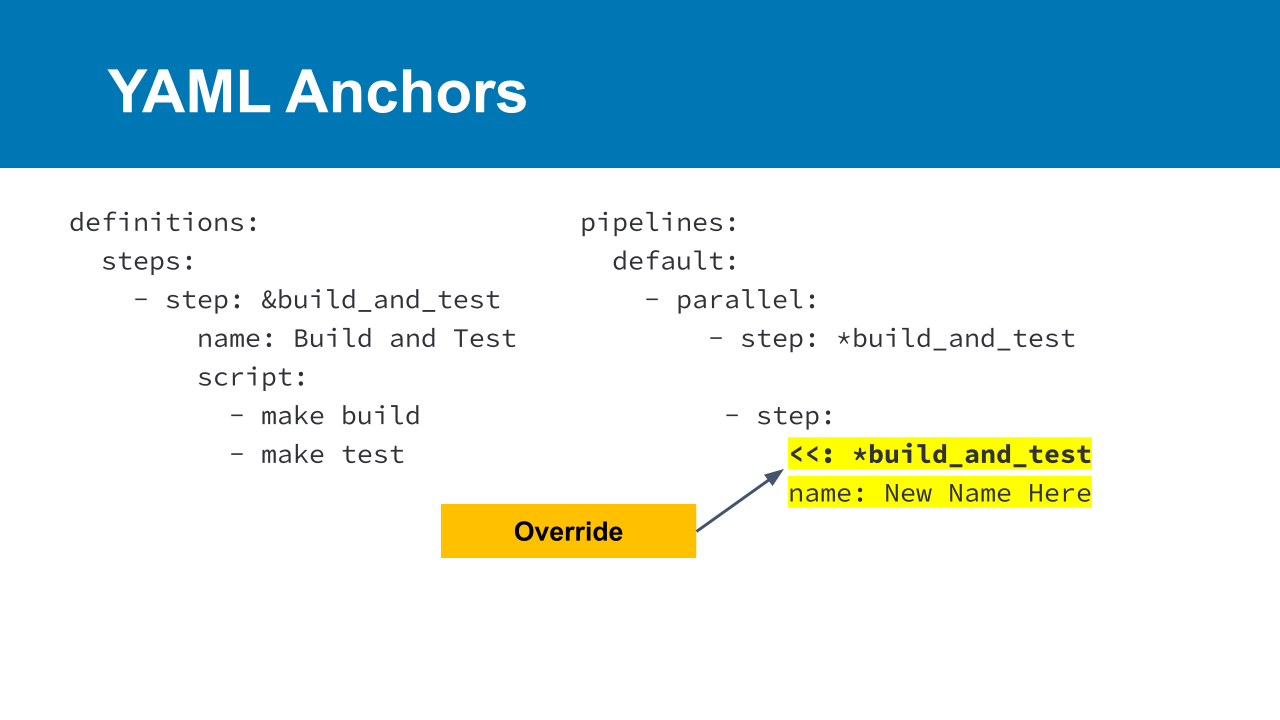 YAML Anchors
definitions:
  steps:
    - step: &build_and_test
        name: Build and Test
        script:
          - make build
          - make test
pipelines:
  default:
    - parallel:
        - step: *build_and_test
         - step:
             <<: *build_and_test
             name: New Name Here
Override